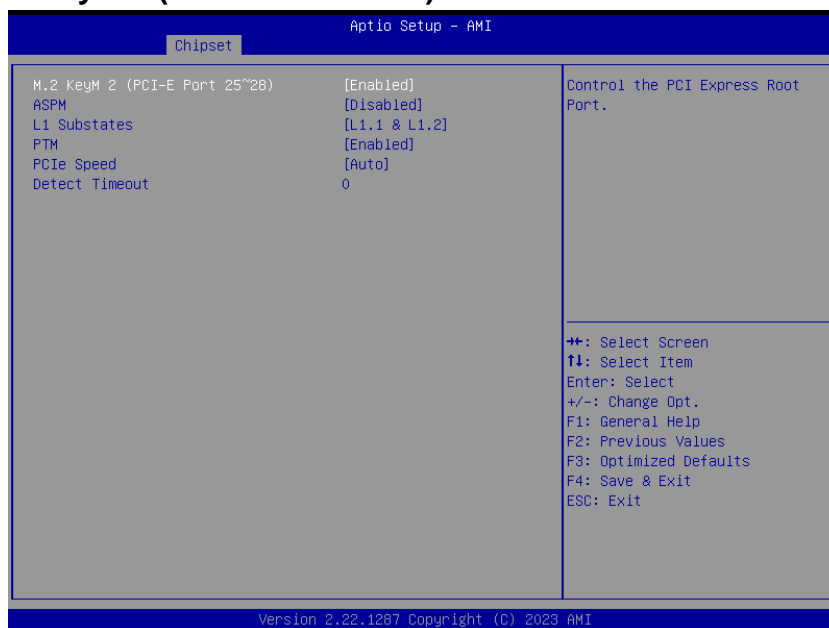 Aptio Setup – AMI
Chipset
M.2 KeyM 2 (PCI-E Port 25~28) [Enabled]
ASPM [Disabled]
L1 Substates [L1.1 & L1.2]
PTM [Enabled]
PCIe Speed [Auto]
Detect Timeout 0
Control the PCI Express Root
Port.
→←: Select Screen
↑↓: Select Item
Enter: Select
+/-: Change Opt.
F1: General Help
F2: Previous Values
F3: Optimized Defaults
F4: Save & Exit
ESC: Exit
Version 2.22.1287 Copyright (C) 2023 AMI